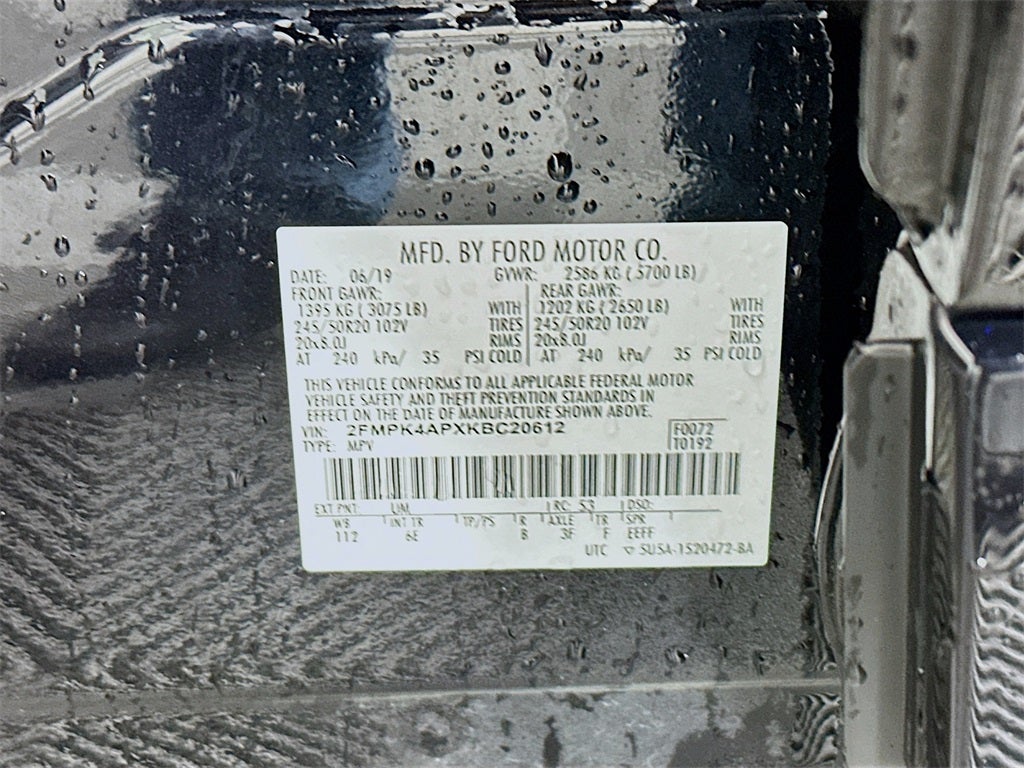 MFD. BY FORD MOTOR CO.
DATE: 06/19 GVWR: 2586 KG ( 5700 LB)
FRONT GAWR: REAR GAWR:
1395 KG ( 3075 LB) WITH 1202 KG ( 2650 LB) WITH
245/50R20 102V TIRES 245/50R20 102V TIRES
20x8.0J RIMS 20x8.0J RIMS
AT 240 kPa/ 35 PSI COLD AT 240 kPa/ 35 PSI COLD
THIS VEHICLE CONFORMS TO ALL APPLICABLE FEDERAL MOTOR
VEHICLE SAFETY AND THEFT PREVENTION STANDARDS IN
EFFECT ON THE DATE OF MANUFACTURE SHOWN ABOVE.
VIN: 2FMPK4APXKBC20612 F0072
TYPE: MPV T0192
EXT PNT: UM RC: 53 DSO:
WB INT TR TP/PS R AXLE TR SPR
112 6E B 3F F EEFF
UTC ▽ 5U5A-1520472-BA